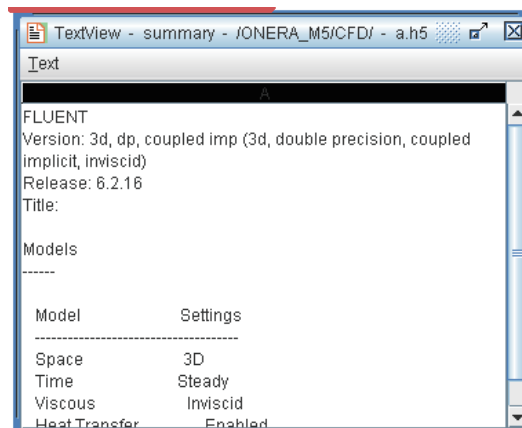 TextView - summary - /ONERA_M5/CFD/ - a.h5
Text
A
FLUENT
Version: 3d, dp, coupled imp (3d, double precision, coupled
implicit, inviscid)
Release: 6.2.16
Title:
Models
------
Model Settings
-------------------------------------
Space 3D
Time Steady
Viscous Inviscid
Heat Transfer Enabled